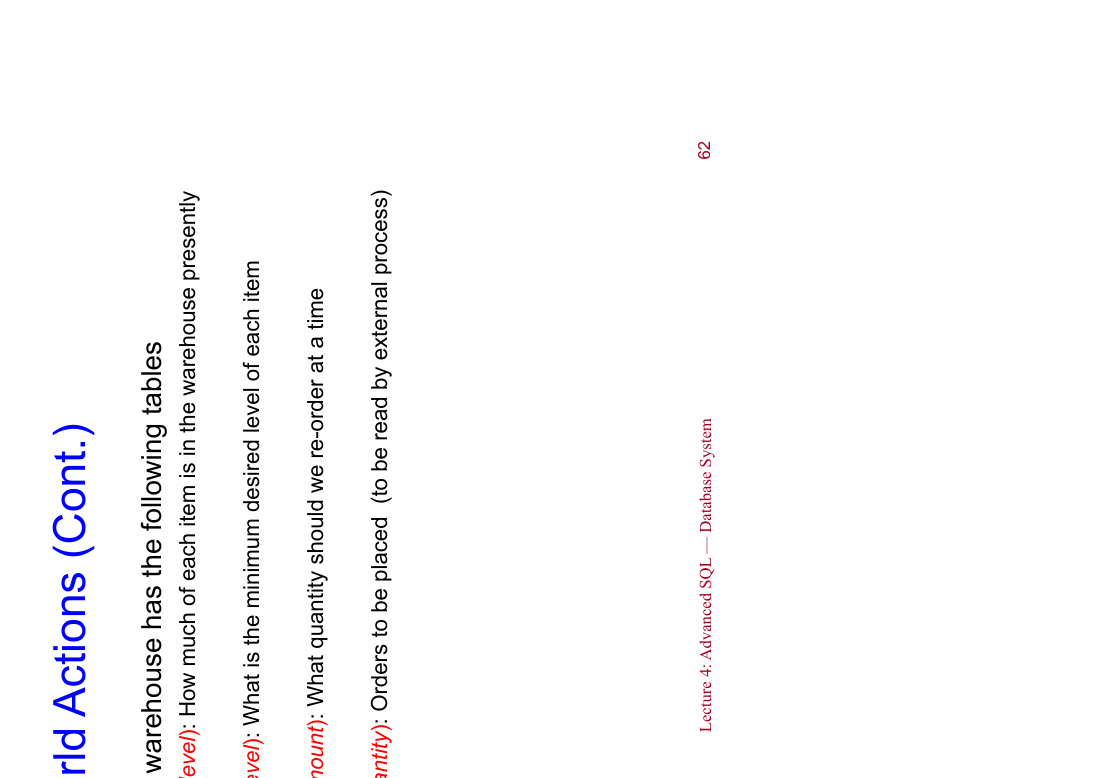 rld Actions (Cont.)
warehouse has the following tables
level): How much of each item is in the warehouse presently
evel): What is the minimum desired level of each item
mount): What quantity should we re-order at a time
antity): Orders to be placed (to be read by external process)
Lecture 4: Advanced SQL — Database System
62